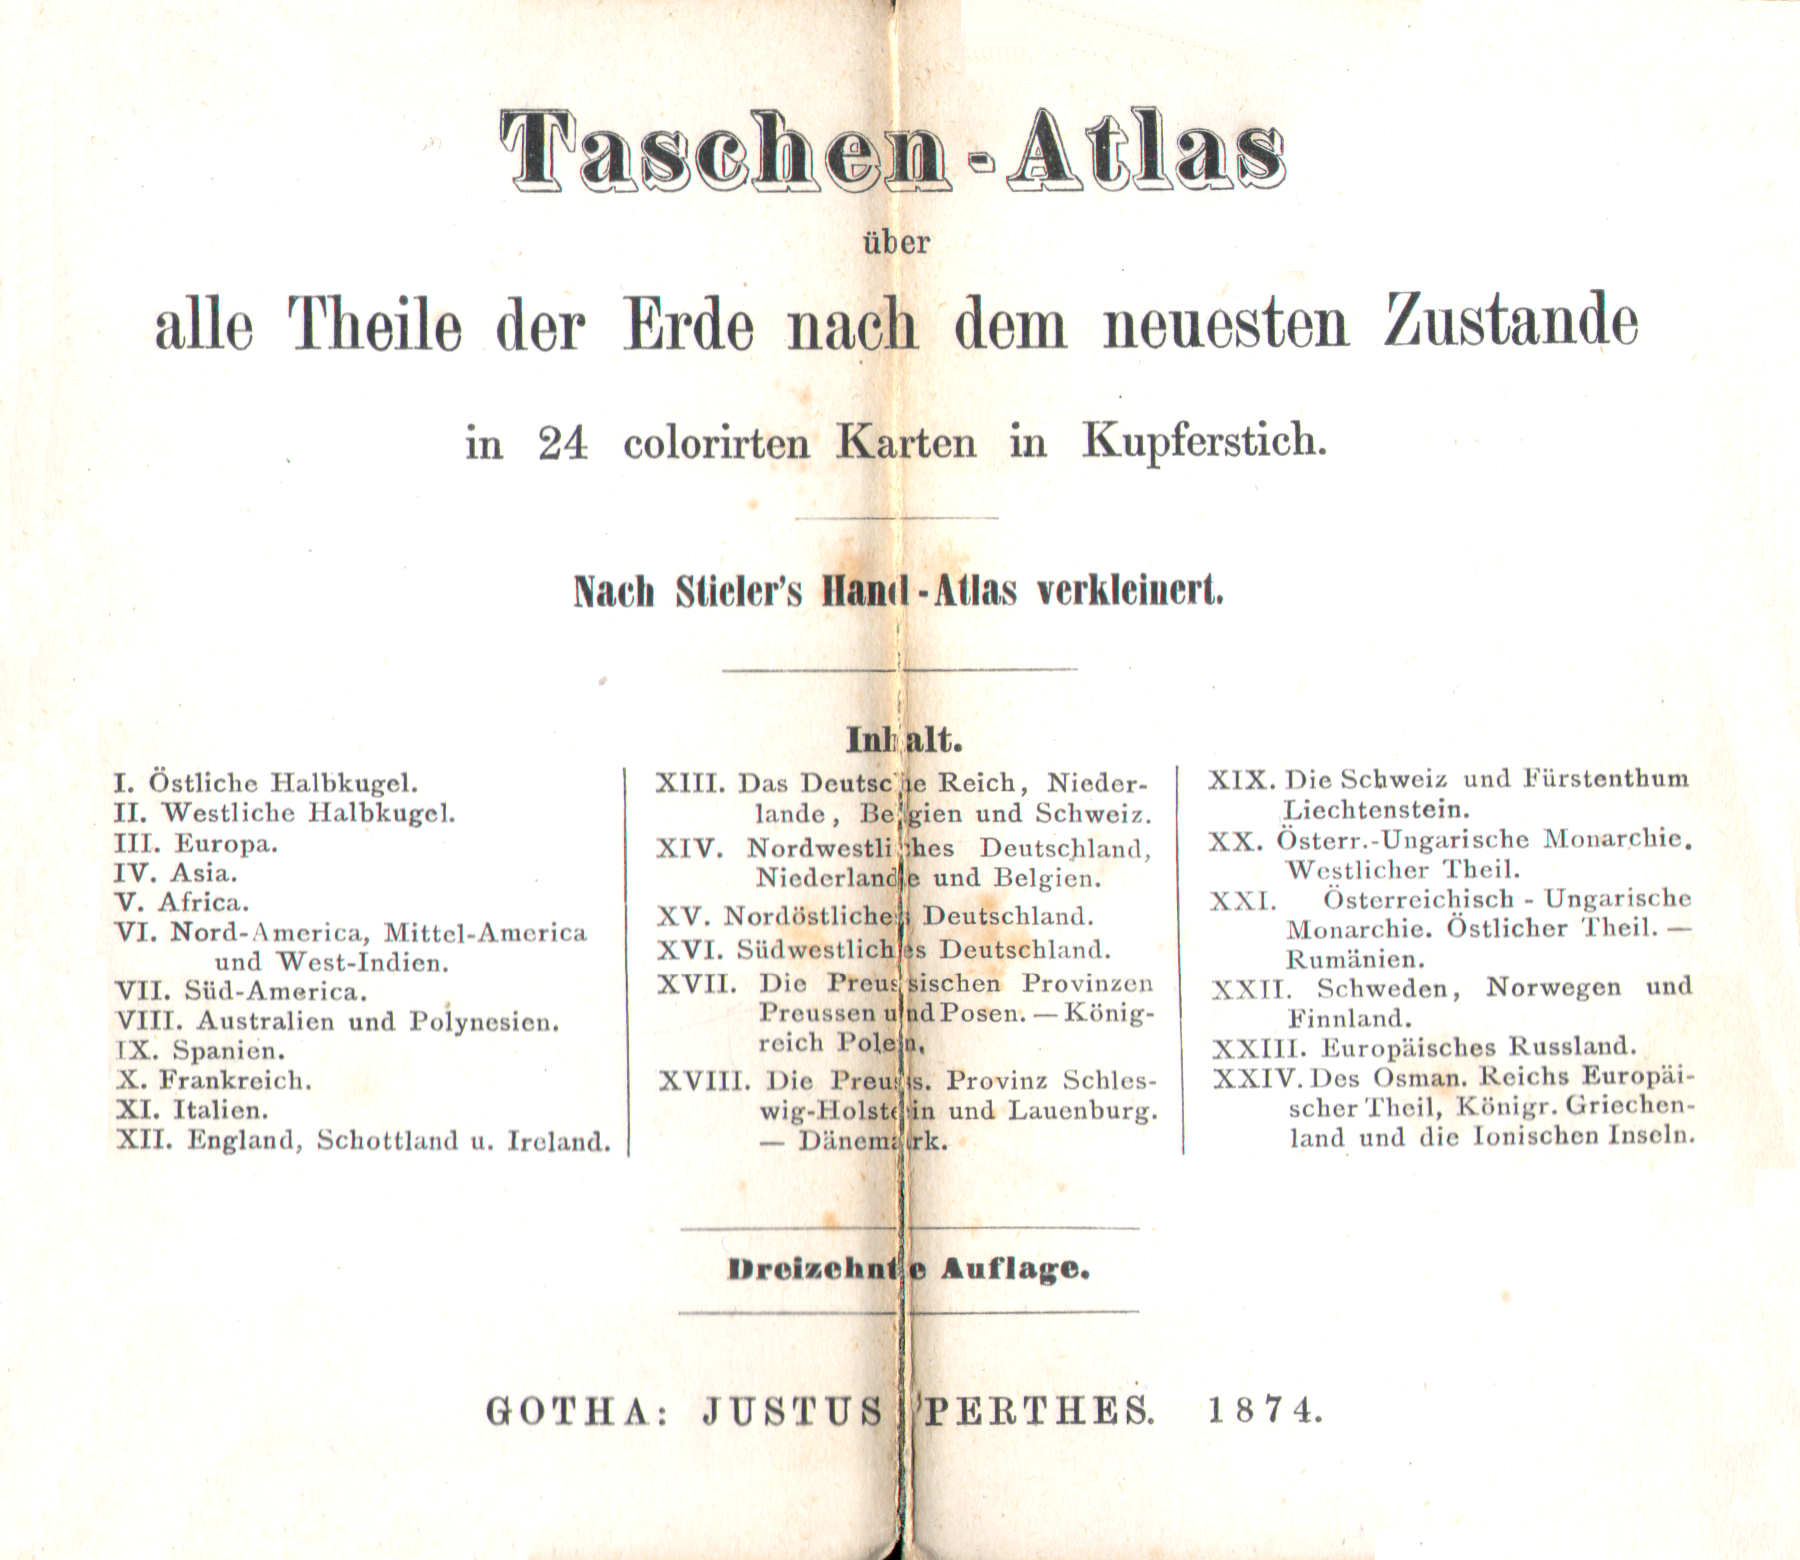 Taschen-Atlas
über
alle Theile der Erde nach dem neuesten Zustande
in 24 colorirten Karten in Kupferstich.
Nach Stieler's Hand-Atlas verkleinert.
Inhalt.
I. Östliche Halbkugel.
II. Westliche Halbkugel.
III. Europa.
IV. Asia.
V. Africa.
VI. Nord-America, Mittel-America
und West-Indien.
VII. Süd-America.
VIII. Australien und Polynesien.
IX. Spanien.
X. Frankreich.
XI. Italien.
XII. England, Schottland u. Ireland.
XIII. Das Deutsche Reich, Nieder-
lande, Belgien und Schweiz.
XIV. Nordwestliches Deutschland,
Niederlande und Belgien.
XV. Nordöstliches Deutschland.
XVI. Südwestliches Deutschland.
XVII. Die Preussischen Provinzen
Preussen und Posen. — König-
reich Polen.
XVIII. Die Preuss. Provinz Schles-
wig-Holstein und Lauenburg.
— Dänemark.
XIX. Die Schweiz und Fürstenthum
Liechtenstein.
XX. Österr.-Ungarische Monarchie.
Westlicher Theil.
XXI. Österreichisch-Ungarische
Monarchie. Östlicher Theil. —
Rumänien.
XXII. Schweden, Norwegen und
Finnland.
XXIII. Europäisches Russland.
XXIV. Des Osman. Reichs Europäi-
scher Theil, Königr. Griechen-
land und die Ionischen Inseln.
Dreizehnte Auflage.
GOTHA: JUSTUS PERTHES. 1874.